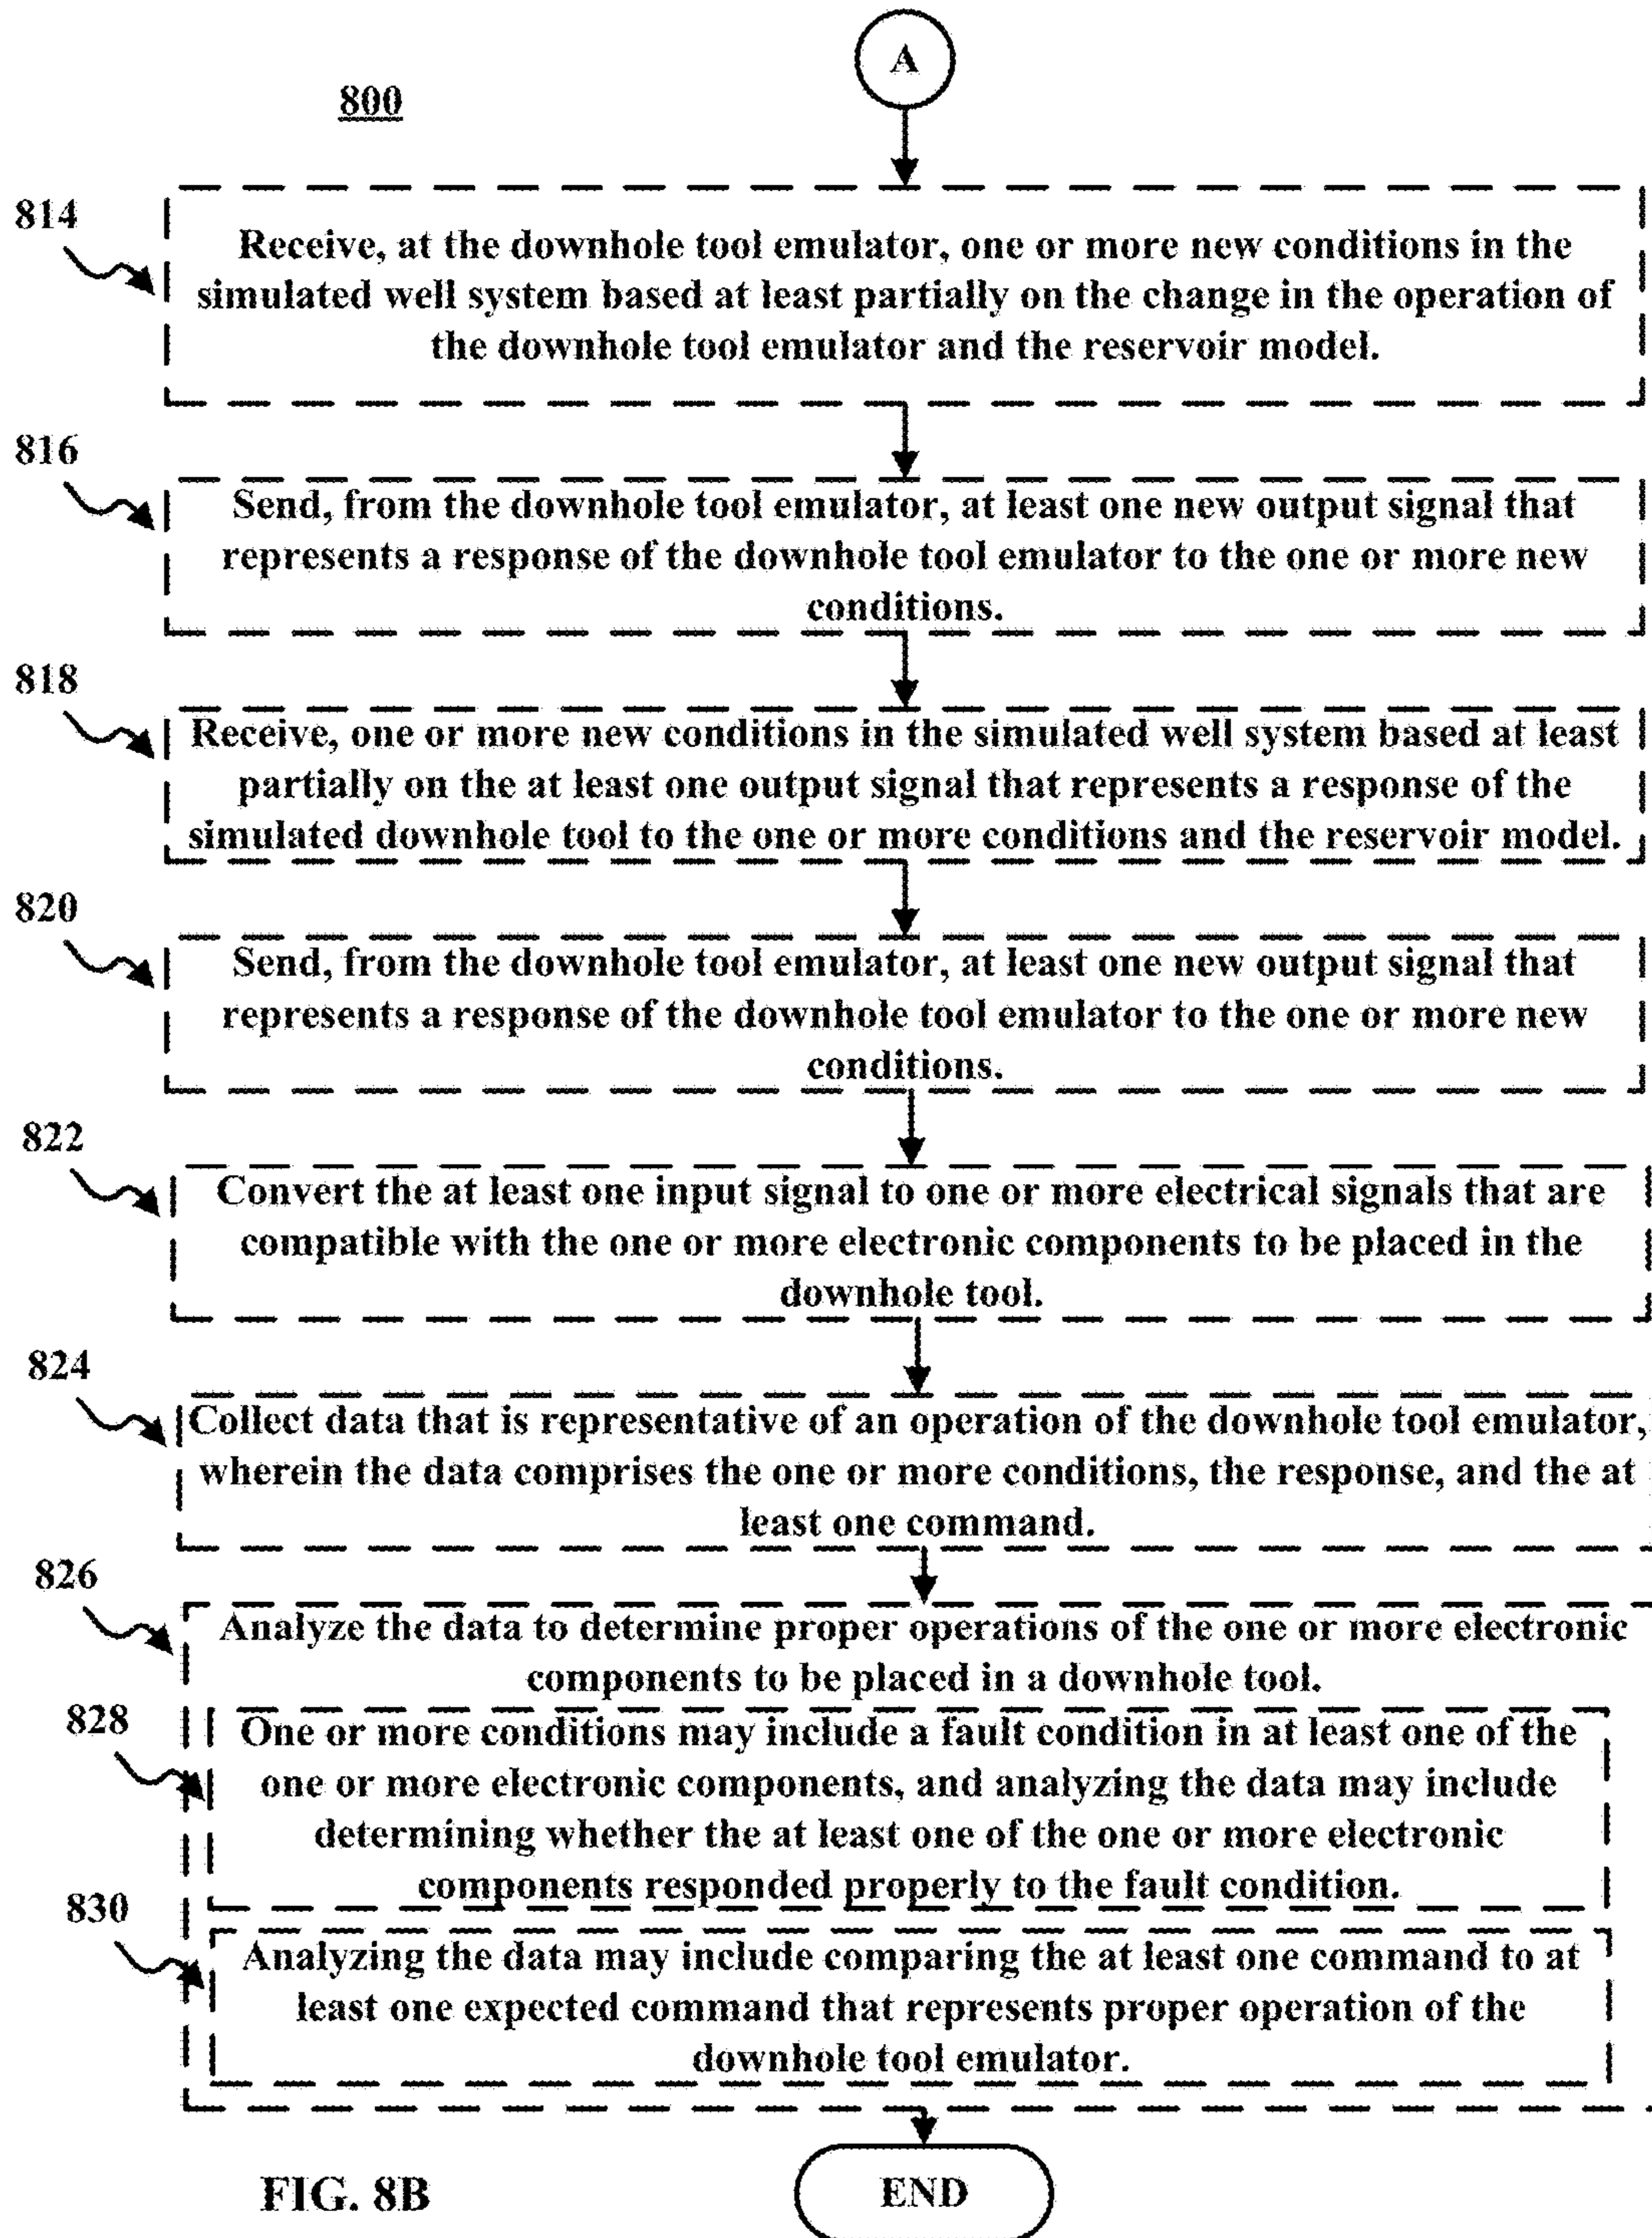 A
800
814
Receive, at the downhole tool emulator, one or more new conditions in the
simulated well system based at least partially on the change in the operation of
the downhole tool emulator and the reservoir model.
816
Send, from the downhole tool emulator, at least one new output signal that
represents a response of the downhole tool emulator to the one or more new
conditions.
818
Receive, one or more new conditions in the simulated well system based at least
partially on the at least one output signal that represents a response of the
simulated downhole tool to the one or more conditions and the reservoir model.
820
Send, from the downhole tool emulator, at least one new output signal that
represents a response of the downhole tool emulator to the one or more new
conditions.
822
Convert the at least one input signal to one or more electrical signals that are
compatible with the one or more electronic components to be placed in the
downhole tool.
824
Collect data that is representative of an operation of the downhole tool emulator,
wherein the data comprises the one or more conditions, the response, and the at
least one command.
826
Analyze the data to determine proper operations of the one or more electronic
components to be placed in a downhole tool.
828
One or more conditions may include a fault condition in at least one of the
one or more electronic components, and analyzing the data may include
determining whether the at least one of the one or more electronic
components responded properly to the fault condition.
830
Analyzing the data may include comparing the at least one command to at
least one expected command that represents proper operation of the
downhole tool emulator.
END
FIG. 8B